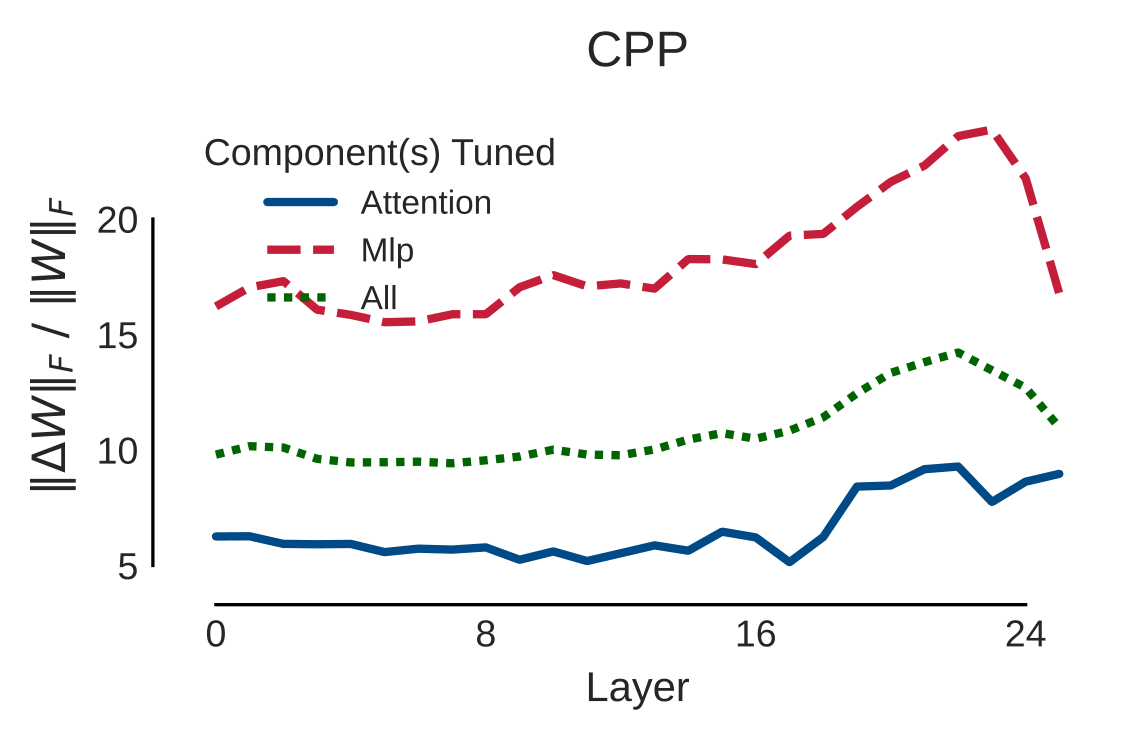 CPP
Component(s) Tuned
Attention
Mlp
All
‖ΔW‖F / ‖W‖F
20
15
10
5
0 8 16 24
Layer